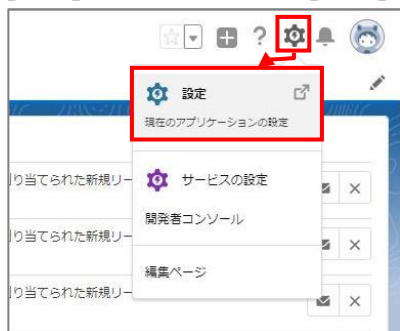 設定
現在のアプリケーションの設定
り当てられた新規リー
サービスの設定
開発者コンソール
り当てられた新規リー
編集ページ
り当てられた新規リー